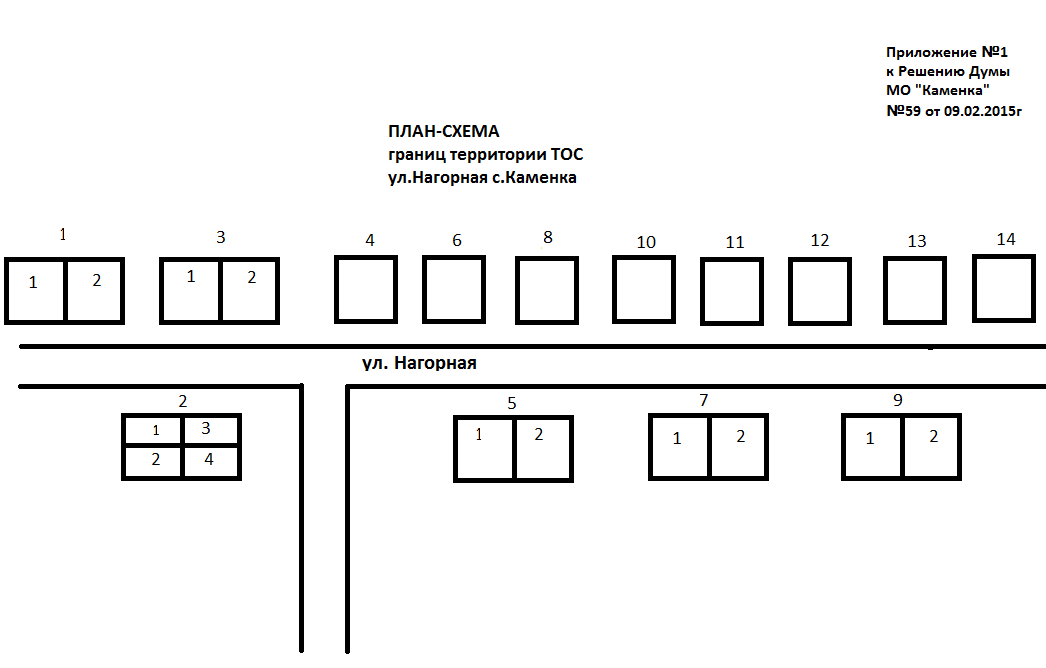 Приложение №1
к Решению Думы
МО "Каменка"
№59 от 09.02.2015г
ПЛАН-СХЕМА
границ территории ТОС
ул.Нагорная с.Каменка
1 3 4 6 8 10 11 12 13 14
1 2 1 2
ул. Нагорная
2 5 7 9
1 3 1 2 1 2 1 2
2 4